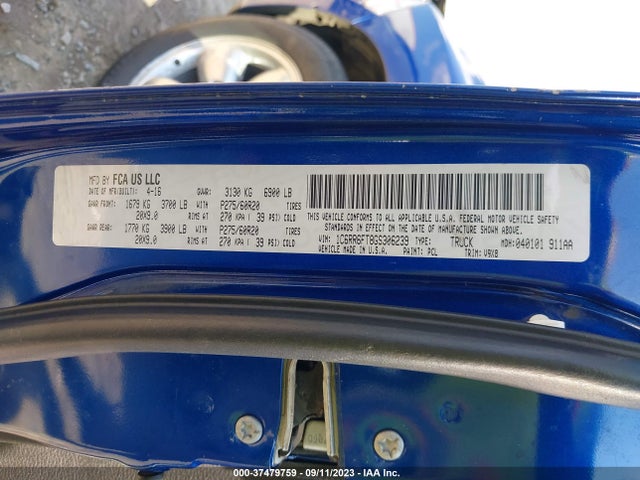 MFD BY FCA US LLC
DATE OF MFR(BUILT): 4-16 GVWR: 3130 KG 6900 LB
GAWR FRONT: 1679 KG 3700 LB WITH P275/60R20 TIRES
20X9.0 RIMS AT 270 KPA( 39 PSI) COLD
GAWR REAR: 1770 KG 3900 LB WITH P275/60R20 TIRES
20X9.0 RIMS AT 270 KPA( 39 PSI) COLD
THIS VEHICLE CONFORMS TO ALL APPLICABLE U.S.A. FEDERAL MOTOR VEHICLE SAFETY
STANDARDS IN EFFECT ON THE DATE OF MANUFACTURE SHOWN ABOVE.
VIN: 1C6RR6FT8GS306239 TYPE: TRUCK MDH: 040101 911AA
VEHICLE MADE IN U.S.A. PAINT: PCL TRIM: V9X8
000-37479759 - 09/11/2023 - IAA Inc.